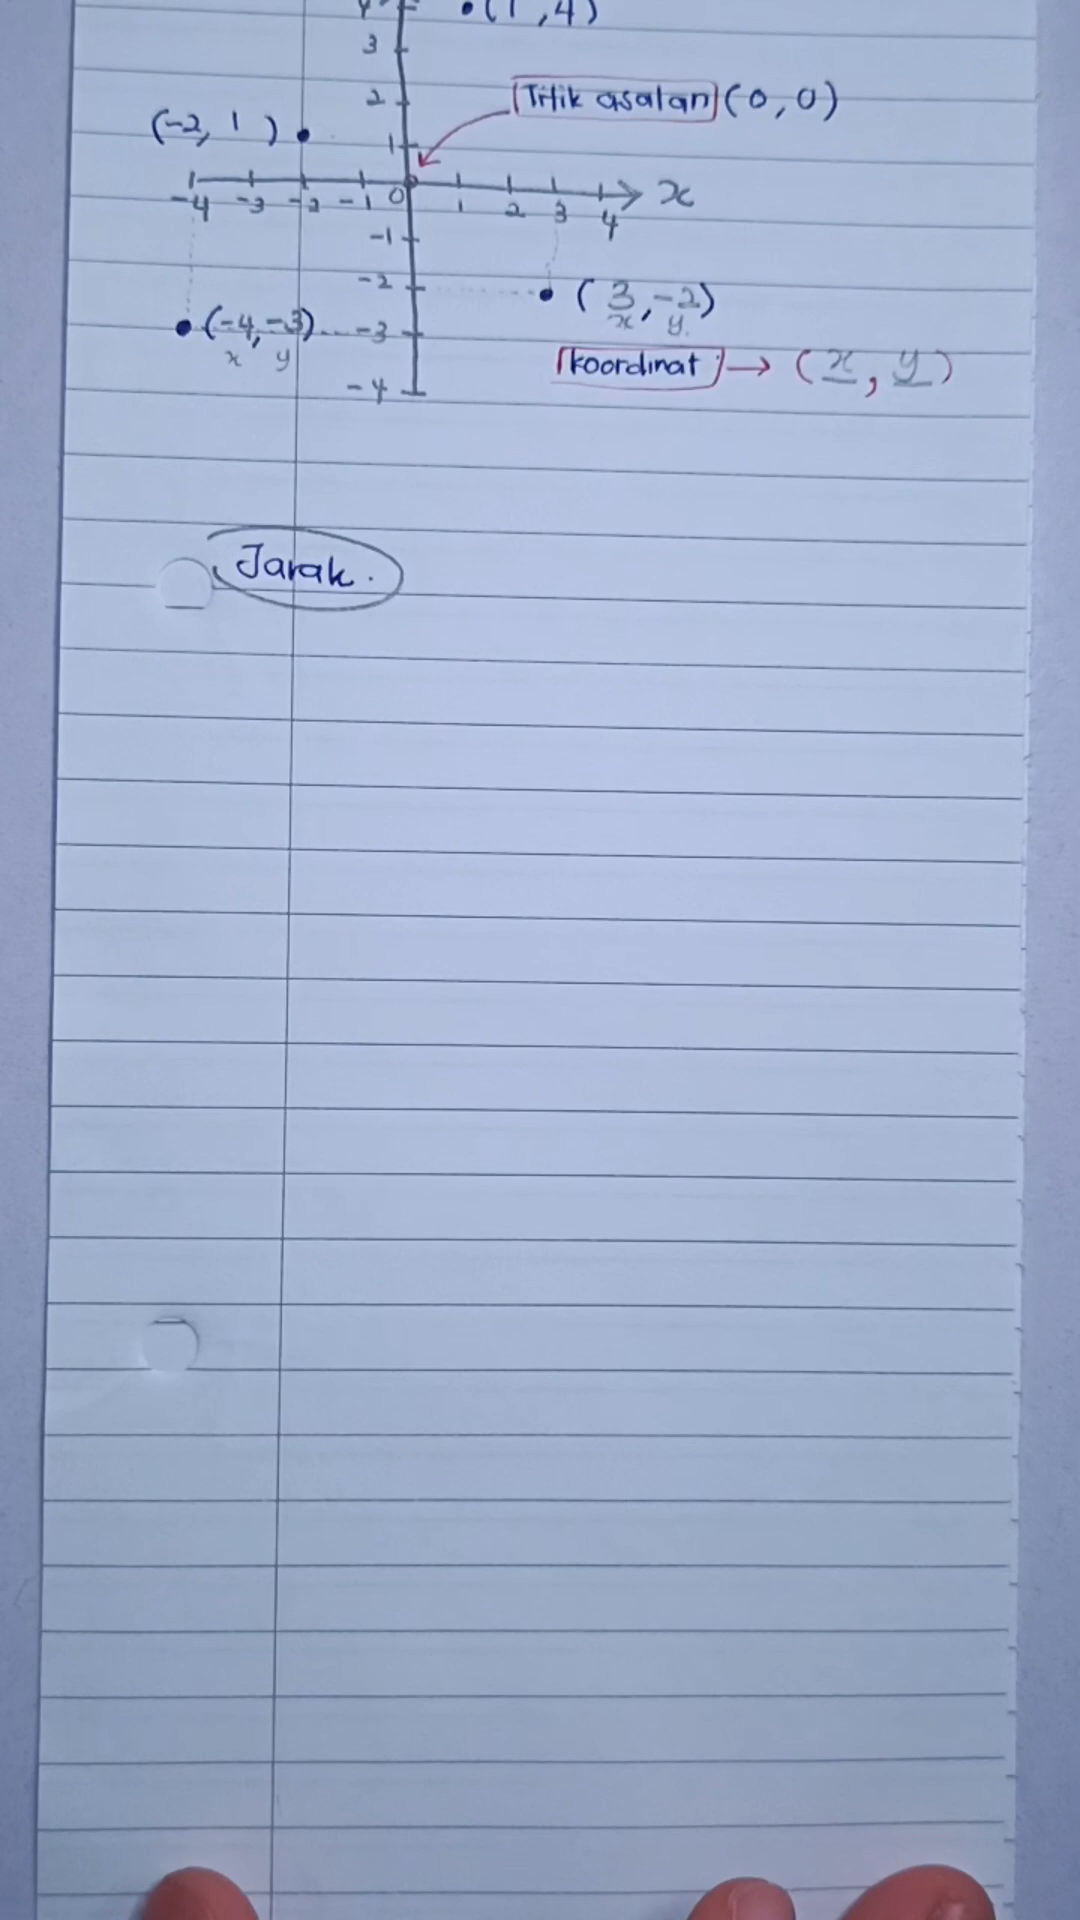 4 (1, 4)
3
2 Titik asalan (0, 0)
(-2, 1) 1
-4 -3 -2 -1 0 1 2 3 4 x
-1
-2 (3, -2)
x y
(-4, -3) -3
x y
koordinat → (x, y)
-4
Jarak.